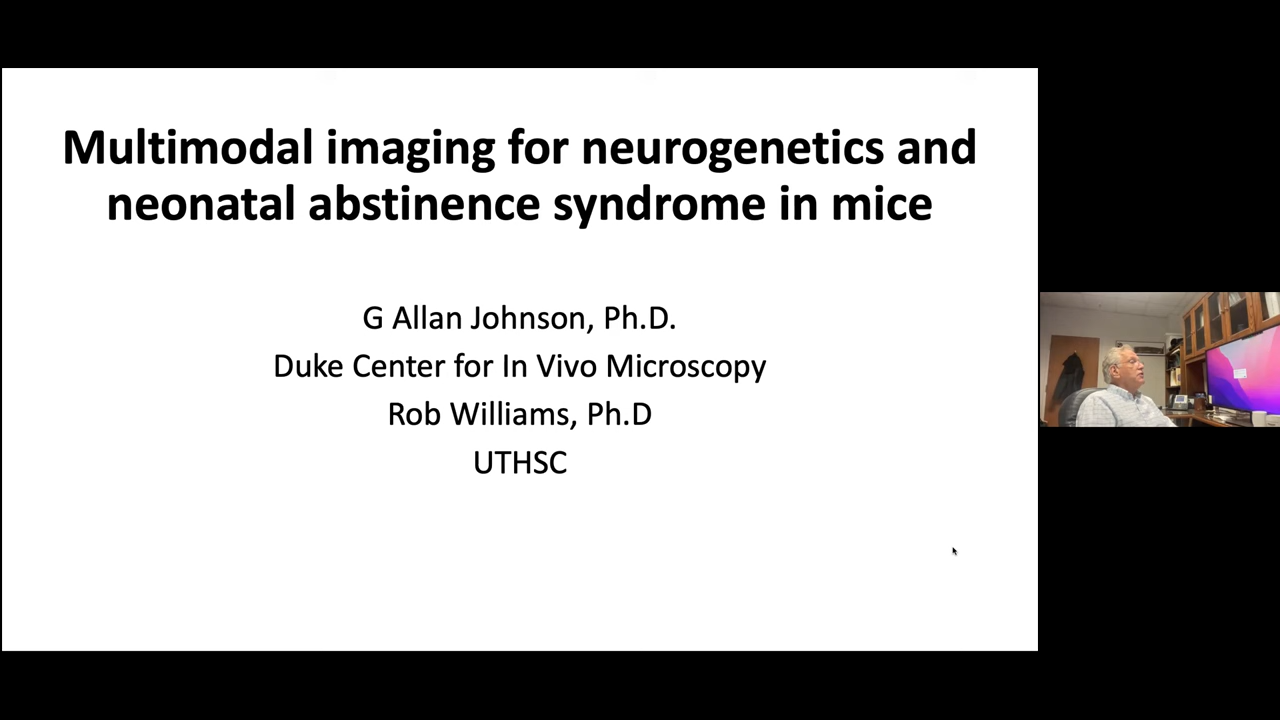 Multimodal imaging for neurogenetics and
neonatal abstinence syndrome in mice
G Allan Johnson, Ph.D.
Duke Center for In Vivo Microscopy
Rob Williams, Ph.D
UTHSC